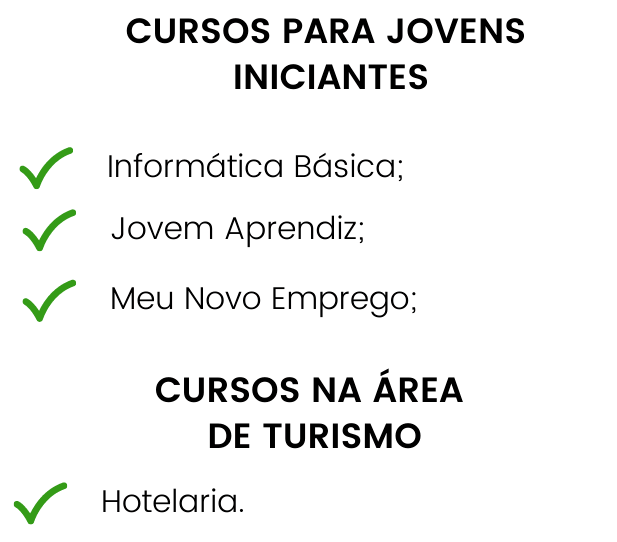 CURSOS PARA JOVENS
INICIANTES
Informática Básica;
Jovem Aprendiz;
Meu Novo Emprego;
CURSOS NA ÁREA
DE TURISMO
Hotelaria.